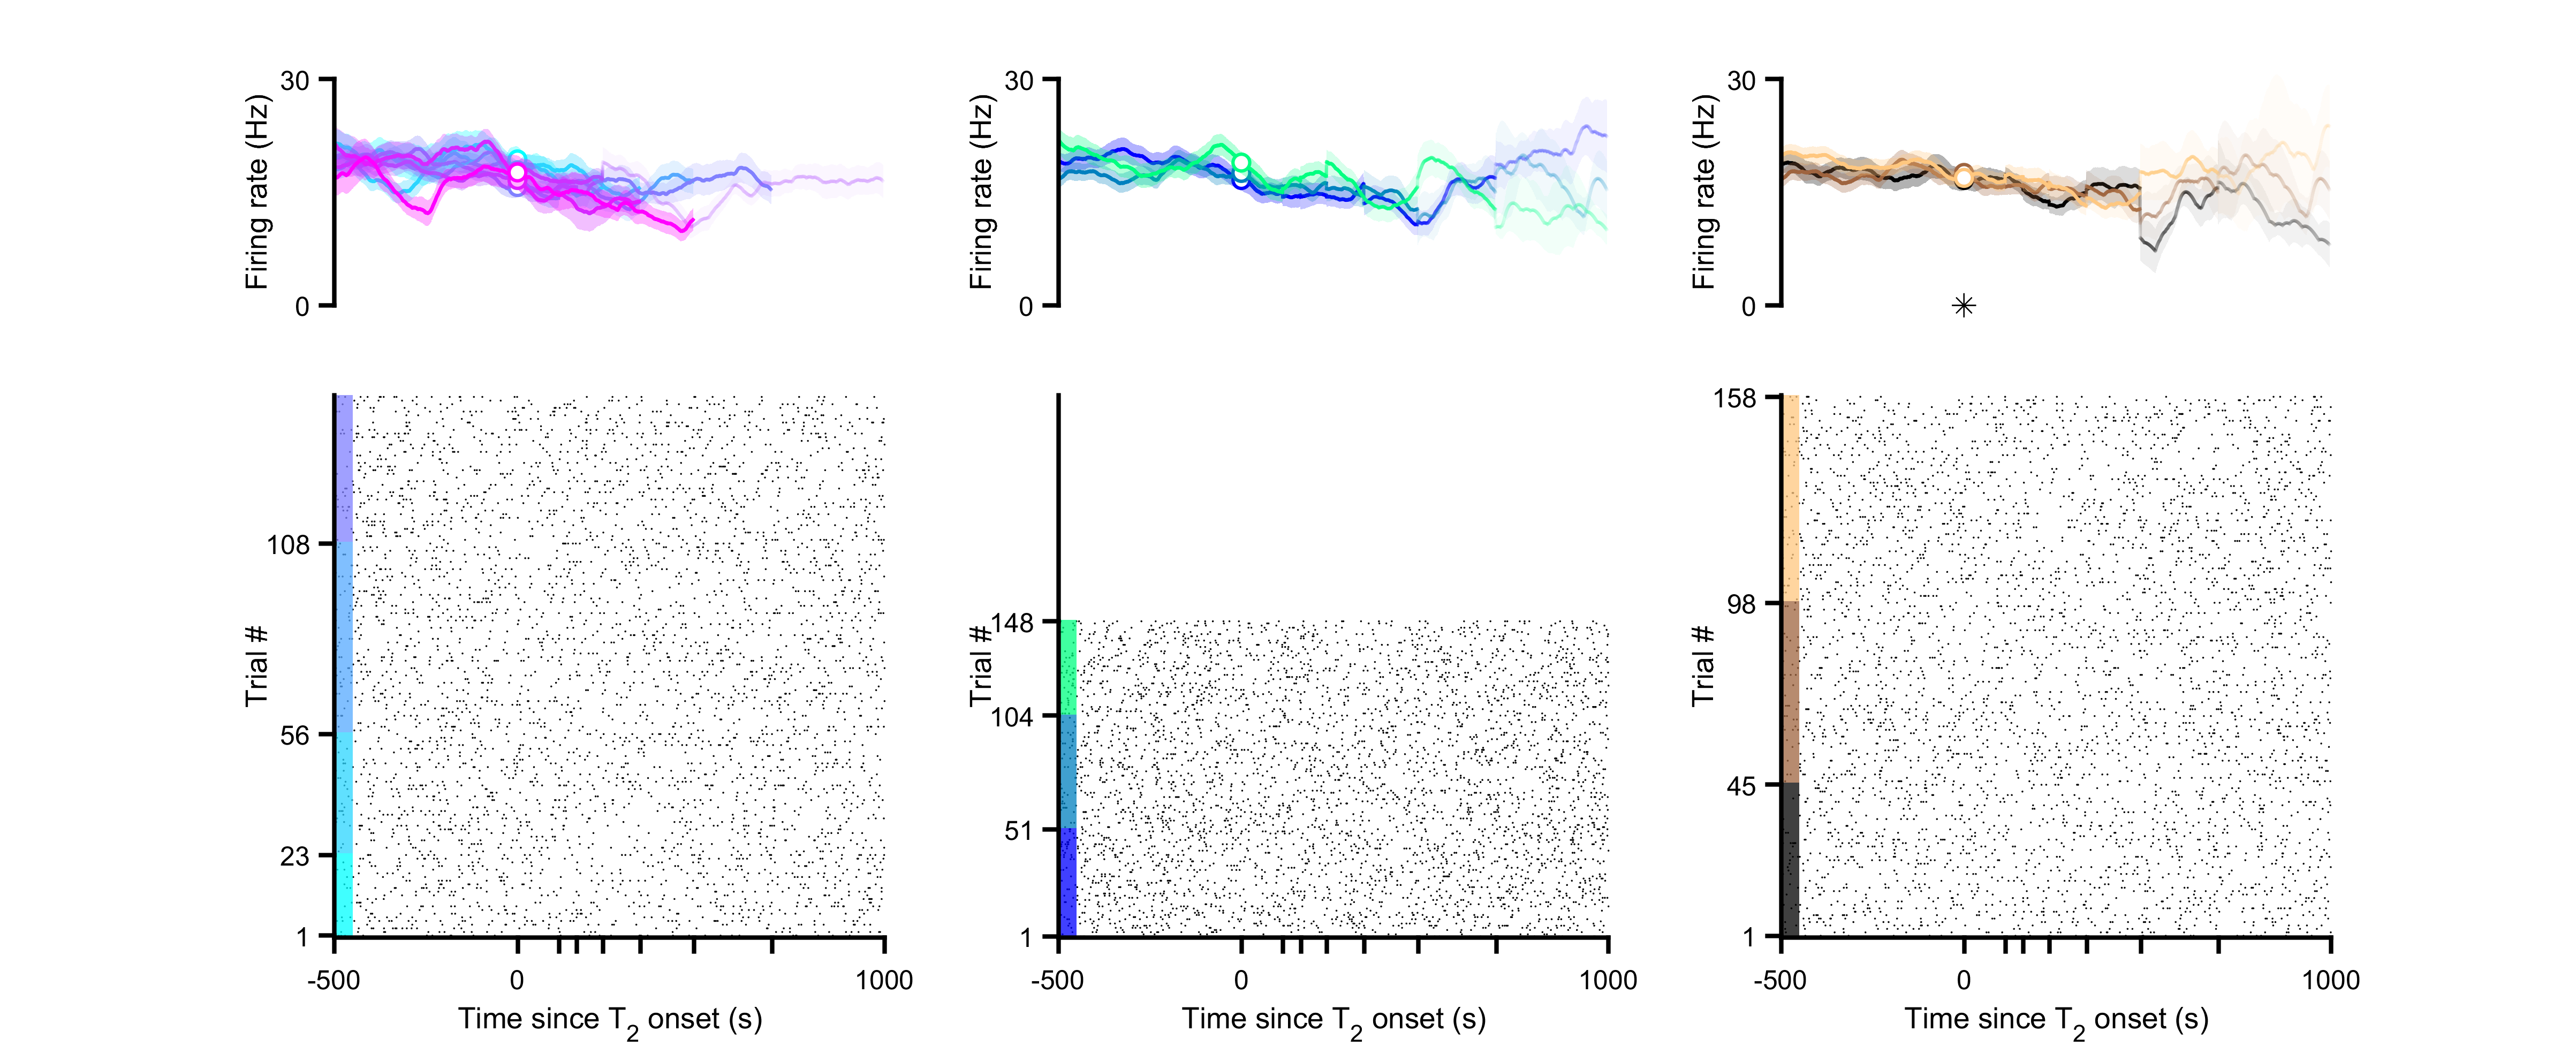 30
Firing rate (Hz)
0
30
Firing rate (Hz)
0
30
Firing rate (Hz)
0
108
56
23
1
Trial #
-500 0 1000
Time since T2 onset (s)
148
104
51
1
Trial #
-500 0 1000
Time since T2 onset (s)
158
98
45
1
Trial #
-500 0 1000
Time since T2 onset (s)